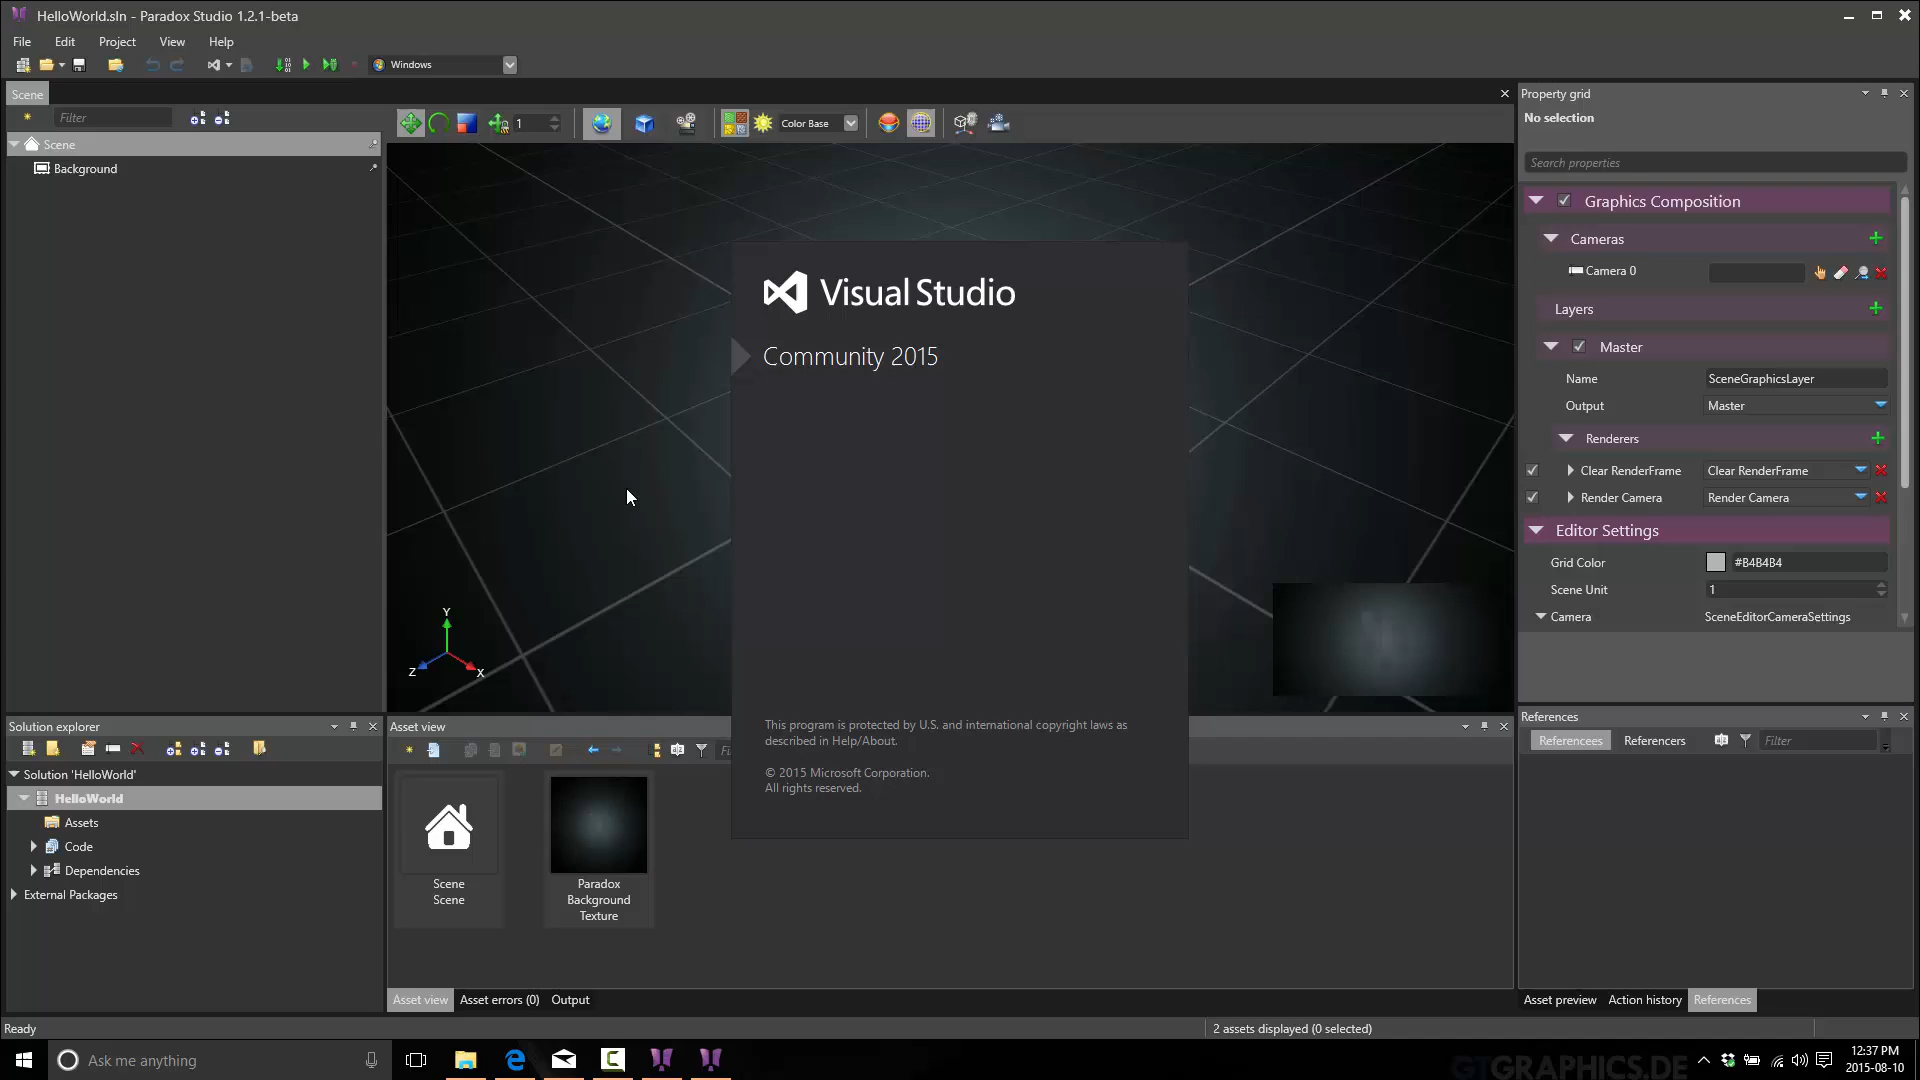 HelloWorld.sln - Paradox Studio 1.2.1-beta
File Edit Project View Help
Windows
Scene
Filter
Scene
Background
1
Color Base
Y
Z
X
Visual Studio
Community 2015
This program is protected by U.S. and international copyright laws as
described in Help/About.
© 2015 Microsoft Corporation.
All rights reserved.
Property grid
No selection
Search properties
Graphics Composition
Cameras
Camera 0
Layers
Master
Name SceneGraphicsLayer
Output Master
Renderers
Clear RenderFrame Clear RenderFrame
Render Camera Render Camera
Editor Settings
Grid Color #B4B4B4
Scene Unit 1
Camera SceneEditorCameraSettings
Solution explorer
Solution 'HelloWorld'
HelloWorld
Assets
Code
Dependencies
External Packages
Asset view
Scene
Scene
Paradox
Background
Texture
Asset view Asset errors (0) Output
References
Referencees Referencers Filter
Asset preview Action history References
Ready
2 assets displayed (0 selected)
Ask me anything
GTGRAPHICS.DE
12:37 PM
2015-08-10